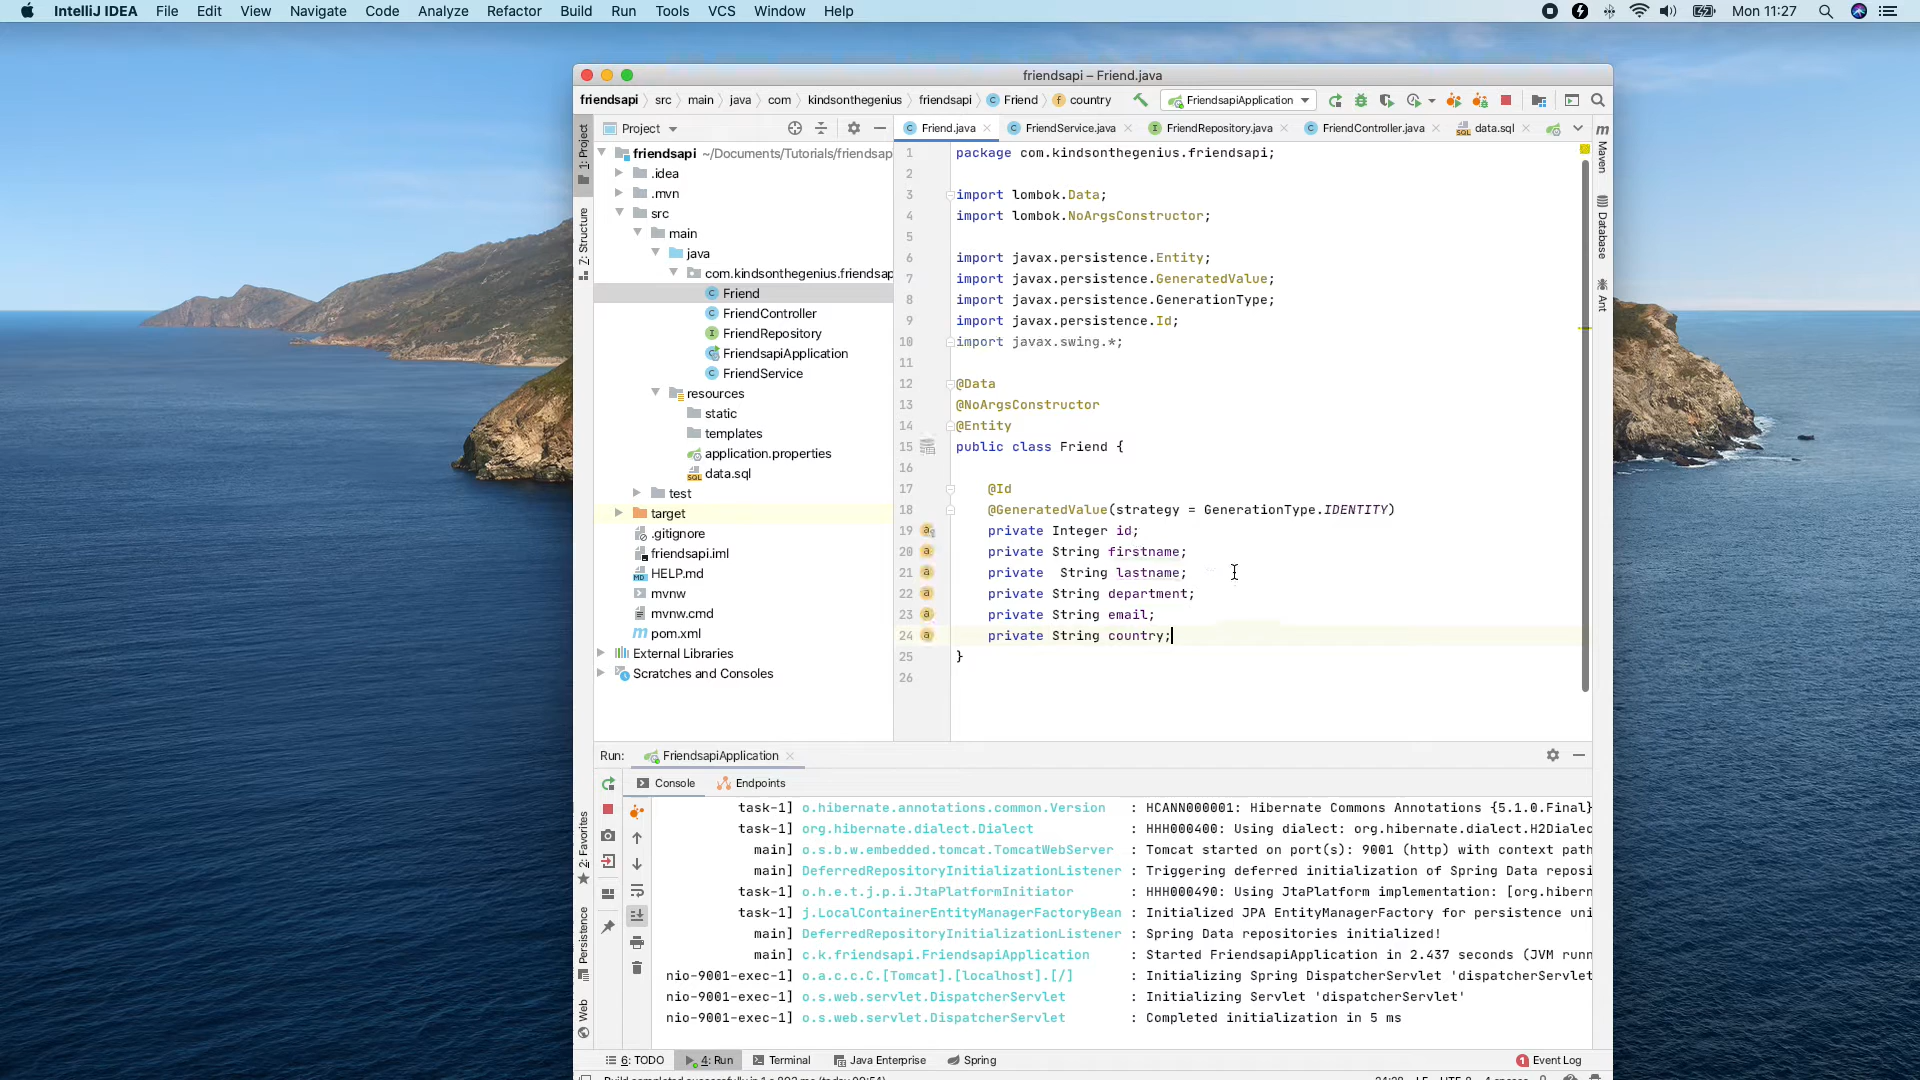 IntelliJ IDEA File Edit View Navigate Code Analyze Refactor Build Run Tools VCS Window Help Mon 11:27
friendsapi – Friend.java
friendsapi src main java com kindsonthegenius friendsapi Friend country FriendsapiApplication
1: Project
7: Structure
2: Favorites
Persistence
Web
Project
Friend.java FriendService.java FriendRepository.java FriendController.java data.sql
Maven
Database
Ant
friendsapi ~/Documents/Tutorials/friendsap
.idea
.mvn
src
main
java
com.kindsonthegenius.friendsap
Friend
FriendController
FriendRepository
FriendsapiApplication
FriendService
resources
static
templates
application.properties
data.sql
test
target
.gitignore
friendsapi.iml
HELP.md
mvnw
mvnw.cmd
pom.xml
External Libraries
Scratches and Consoles
1 package com.kindsonthegenius.friendsapi;
2
3 import lombok.Data;
4 import lombok.NoArgsConstructor;
5
6 import javax.persistence.Entity;
7 import javax.persistence.GeneratedValue;
8 import javax.persistence.GenerationType;
9 import javax.persistence.Id;
10 import javax.swing.*;
11
12 @Data
13 @NoArgsConstructor
14 @Entity
15 public class Friend {
16
17 @Id
18 @GeneratedValue(strategy = GenerationType.IDENTITY)
19 private Integer id;
20 private String firstname;
21 private  String lastname;
22 private String department;
23 private String email;
24 private String country;
25 }
26
Run: FriendsapiApplication
Console Endpoints
task-1] o.hibernate.annotations.common.Version : HCANN000001: Hibernate Commons Annotations {5.1.0.Final}
task-1] org.hibernate.dialect.Dialect : HHH000400: Using dialect: org.hibernate.dialect.H2Dialec
main] o.s.b.w.embedded.tomcat.TomcatWebServer : Tomcat started on port(s): 9001 (http) with context path
main] DeferredRepositoryInitializationListener : Triggering deferred initialization of Spring Data reposi
task-1] o.h.e.t.j.p.i.JtaPlatformInitiator : HHH000490: Using JtaPlatform implementation: [org.hibern
task-1] j.LocalContainerEntityManagerFactoryBean : Initialized JPA EntityManagerFactory for persistence uni
main] DeferredRepositoryInitializationListener : Spring Data repositories initialized!
main] c.k.friendsapi.FriendsapiApplication : Started FriendsapiApplication in 2.437 seconds (JVM runn
nio-9001-exec-1] o.a.c.c.C.[Tomcat].[localhost].[/] : Initializing Spring DispatcherServlet 'dispatcherServlet
nio-9001-exec-1] o.s.web.servlet.DispatcherServlet : Initializing Servlet 'dispatcherServlet'
nio-9001-exec-1] o.s.web.servlet.DispatcherServlet : Completed initialization in 5 ms
6: TODO 4: Run Terminal Java Enterprise Spring 1 Event Log